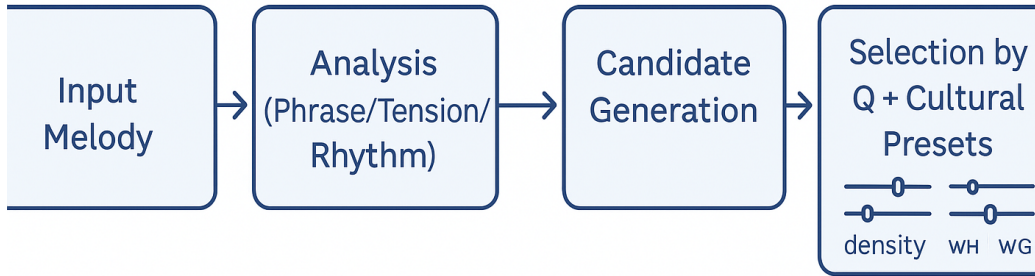 Input
Melody
Analysis
(Phrase/Tension/
Rhythm)
Candidate
Generation
Selection by
Q + Cultural
Presets
density WH WG